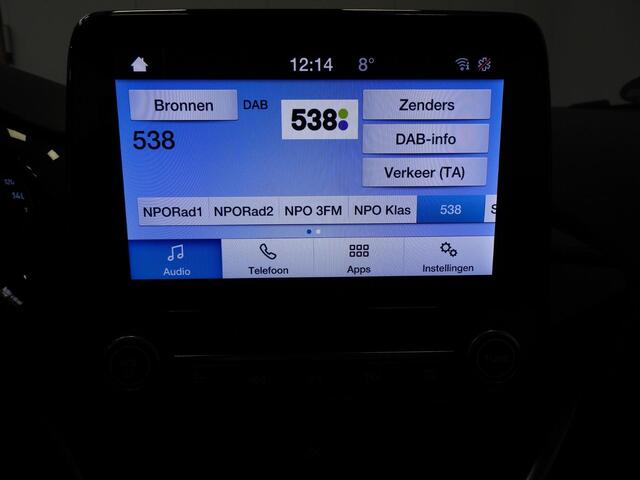 12:14 8°
Bronnen DAB 538 Zenders
538 DAB-info
Verkeer (TA)
NPORad1 NPORad2 NPO 3FM NPO Klas 538 S
Audio Telefoon Apps Instellingen